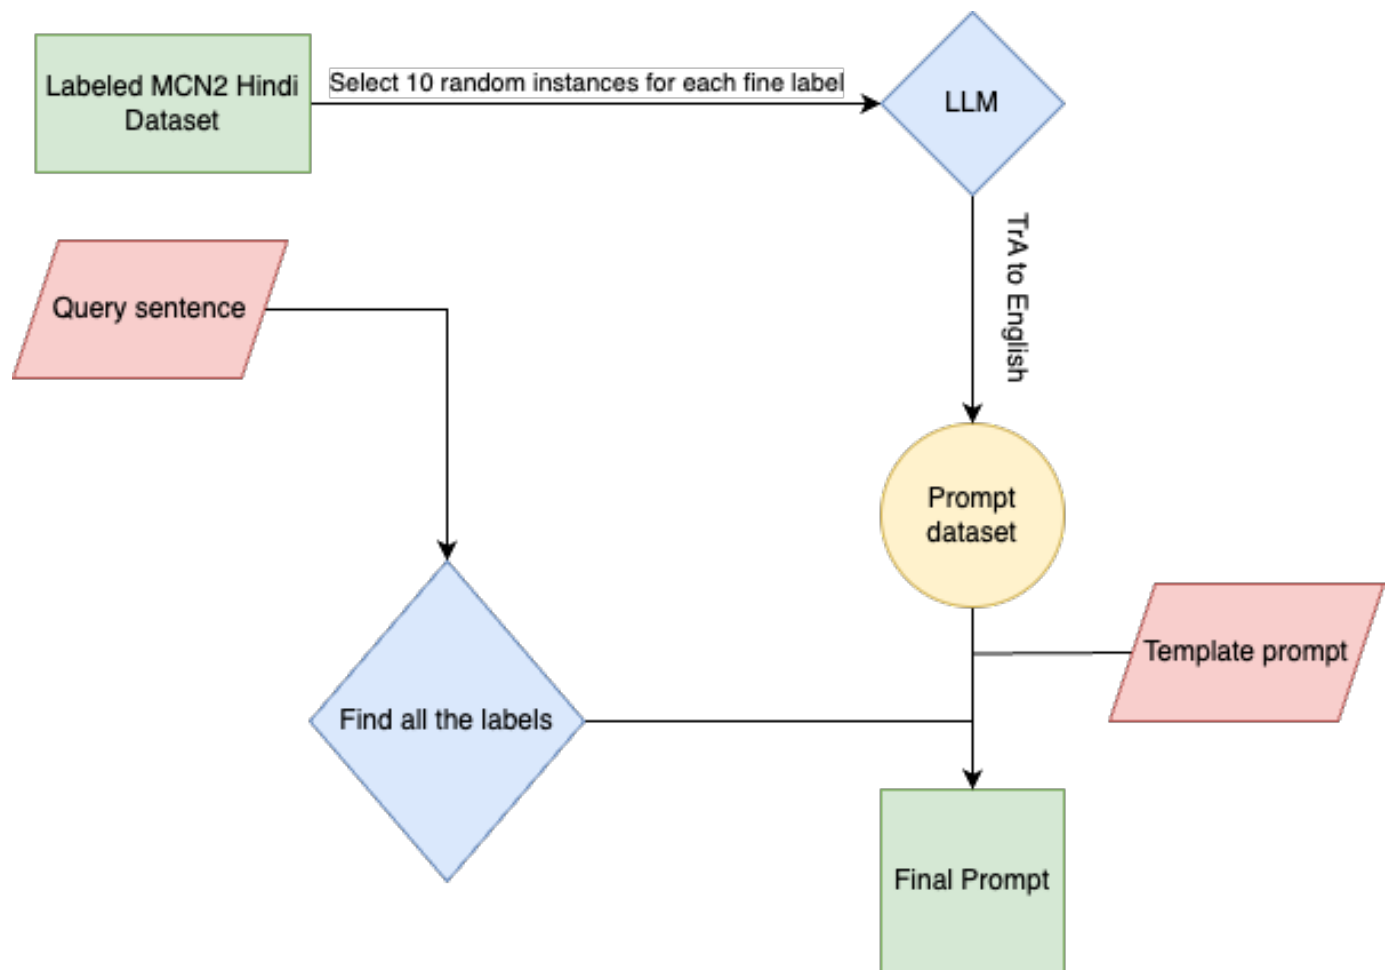 Labeled MCN2 Hindi
Dataset
Select 10 random instances for each fine label
LLM
TrA to English
Query sentence
Prompt
dataset
Template prompt
Find all the labels
Final Prompt